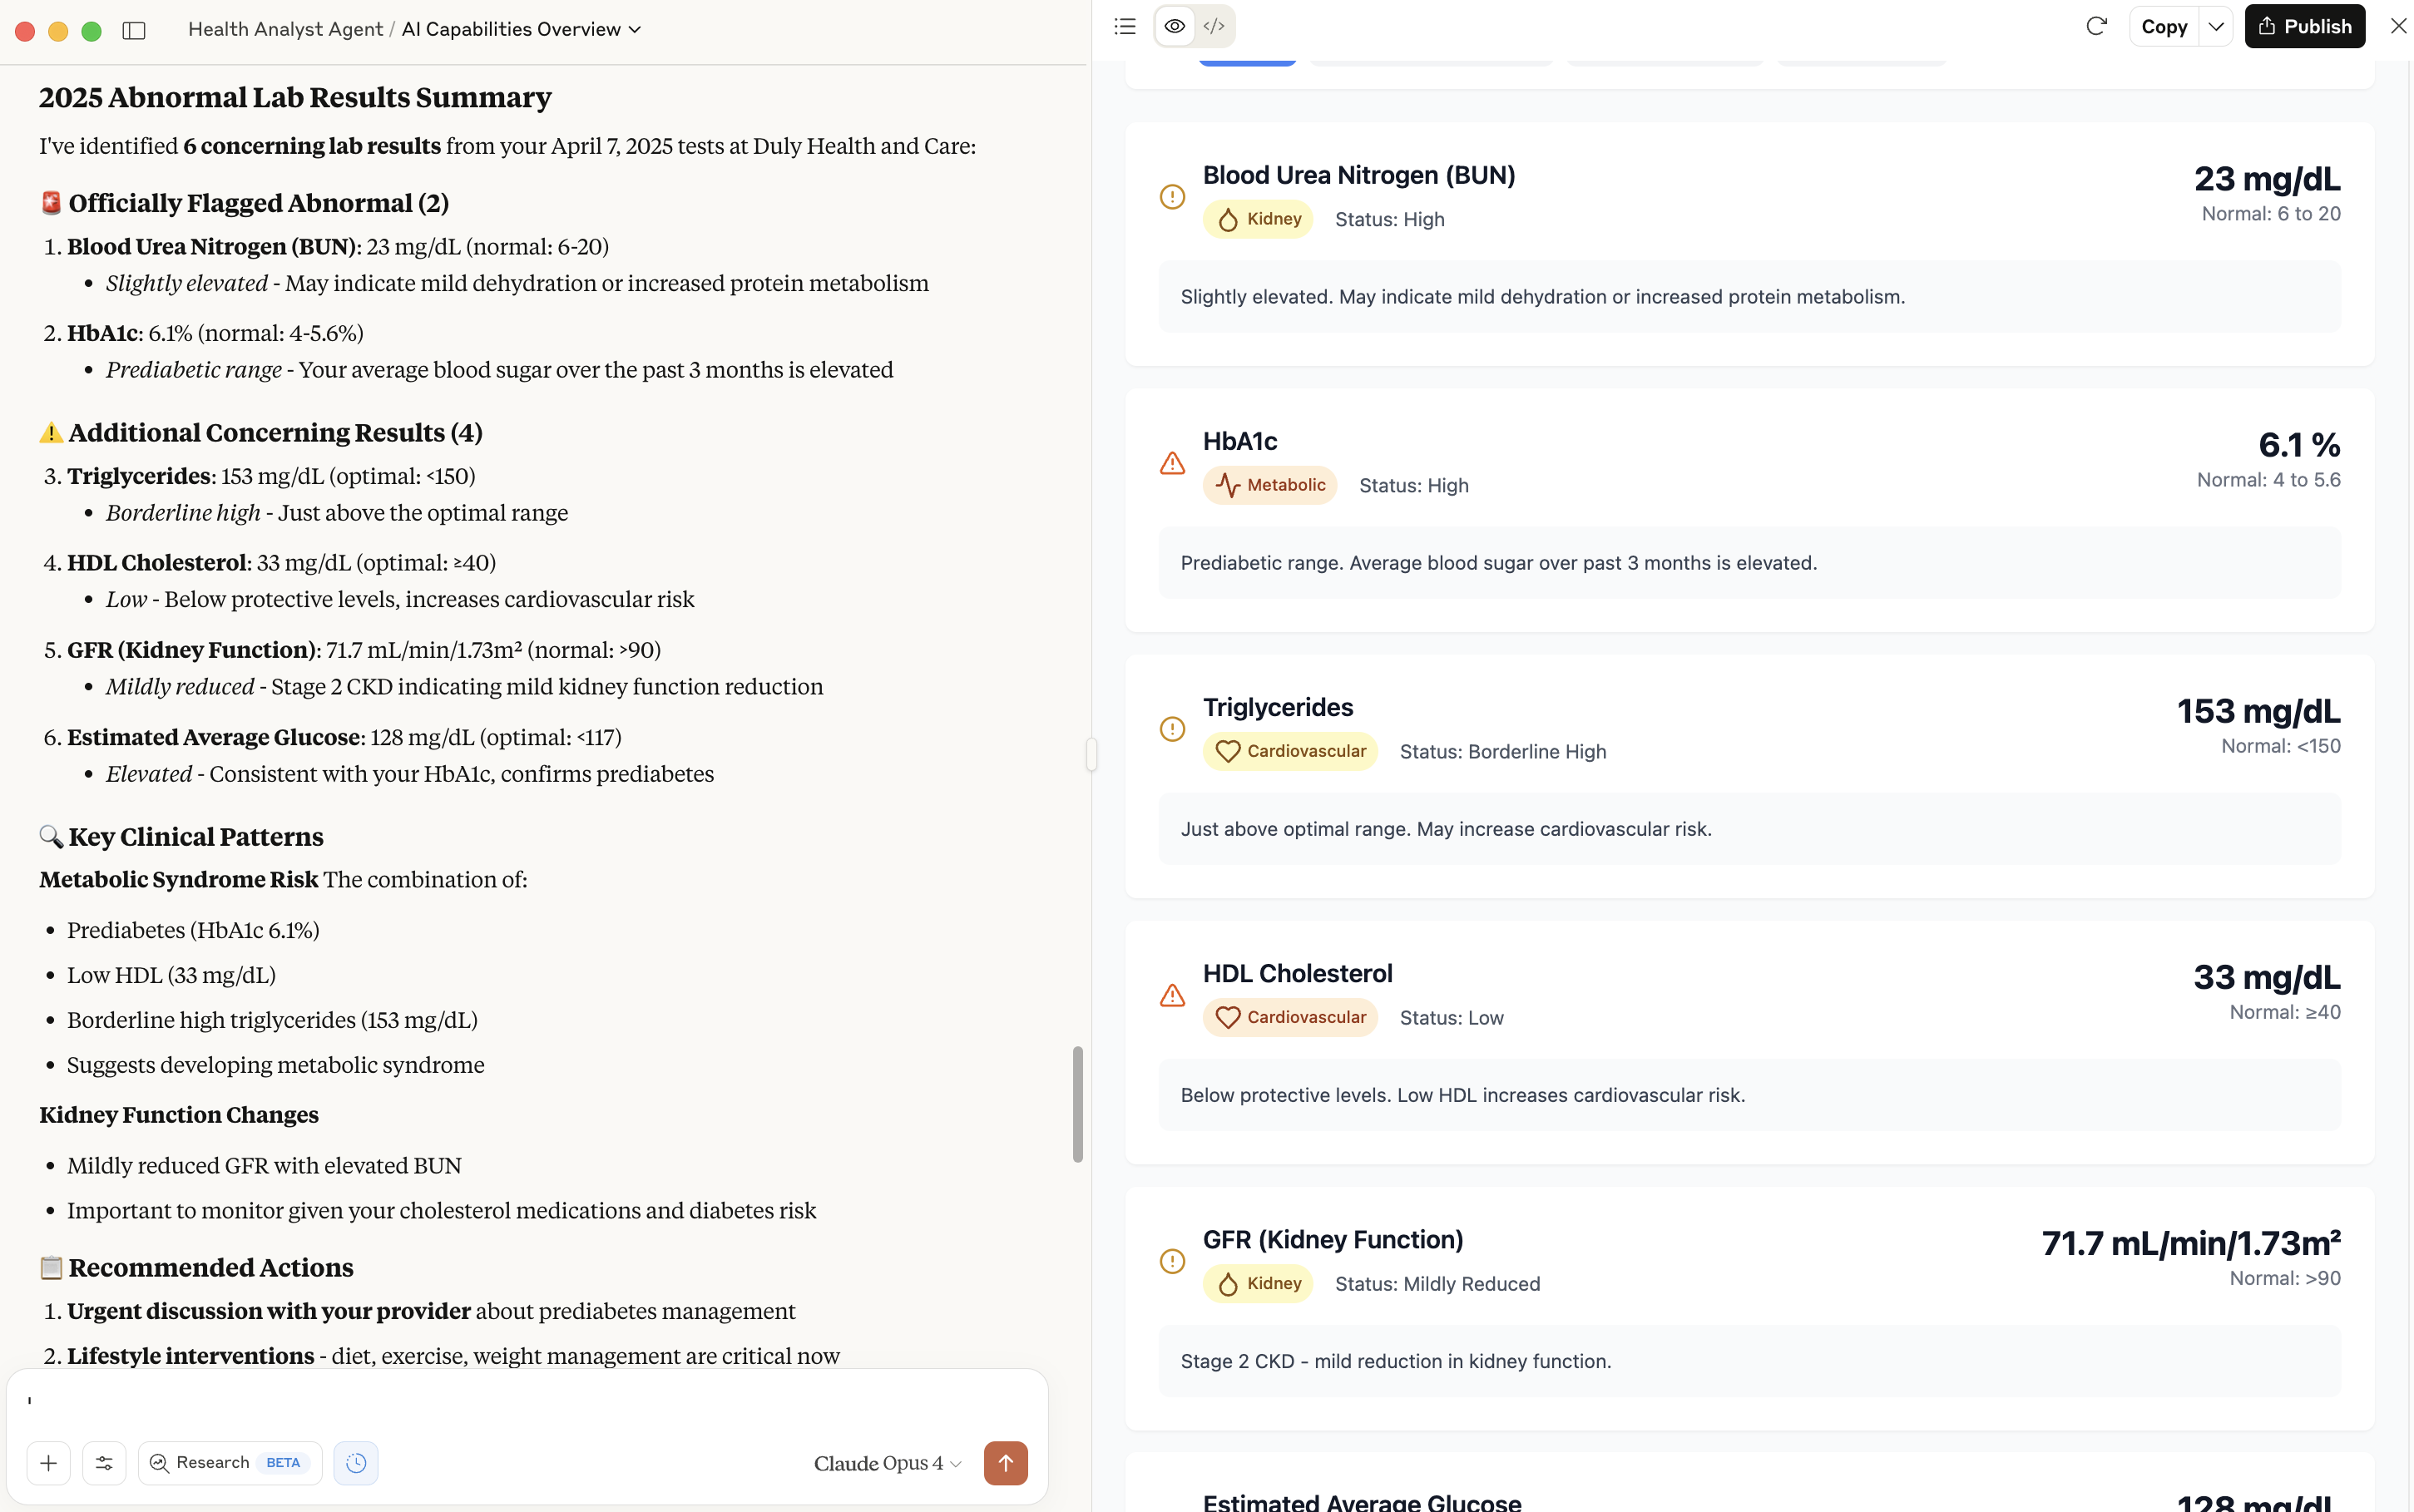 Health Analyst Agent / AI Capabilities Overview
2025 Abnormal Lab Results Summary
I've identified 6 concerning lab results from your April 7, 2025 tests at Duly Health and Care:
🚨 Officially Flagged Abnormal (2)
1. Blood Urea Nitrogen (BUN): 23 mg/dL (normal: 6-20)
• Slightly elevated - May indicate mild dehydration or increased protein metabolism
2. HbA1c: 6.1% (normal: 4-5.6%)
• Prediabetic range - Your average blood sugar over the past 3 months is elevated
⚠️ Additional Concerning Results (4)
3. Triglycerides: 153 mg/dL (optimal: <150)
• Borderline high - Just above the optimal range
4. HDL Cholesterol: 33 mg/dL (optimal: ≥40)
• Low - Below protective levels, increases cardiovascular risk
5. GFR (Kidney Function): 71.7 mL/min/1.73m² (normal: >90)
• Mildly reduced - Stage 2 CKD indicating mild kidney function reduction
6. Estimated Average Glucose: 128 mg/dL (optimal: <117)
• Elevated - Consistent with your HbA1c, confirms prediabetes
🔍 Key Clinical Patterns
Metabolic Syndrome Risk The combination of:
• Prediabetes (HbA1c 6.1%)
• Low HDL (33 mg/dL)
• Borderline high triglycerides (153 mg/dL)
• Suggests developing metabolic syndrome
Kidney Function Changes
• Mildly reduced GFR with elevated BUN
• Important to monitor given your cholesterol medications and diabetes risk
📋 Recommended Actions
1. Urgent discussion with your provider about prediabetes management
2. Lifestyle interventions - diet, exercise, weight management are critical now
'
Research BETA
Claude Opus 4
</> Copy Publish
Blood Urea Nitrogen (BUN)
23 mg/dL
Kidney Status: High
Normal: 6 to 20
Slightly elevated. May indicate mild dehydration or increased protein metabolism.
HbA1c
6.1 %
Metabolic Status: High
Normal: 4 to 5.6
Prediabetic range. Average blood sugar over past 3 months is elevated.
Triglycerides
153 mg/dL
Cardiovascular Status: Borderline High
Normal: <150
Just above optimal range. May increase cardiovascular risk.
HDL Cholesterol
33 mg/dL
Cardiovascular Status: Low
Normal: ≥40
Below protective levels. Low HDL increases cardiovascular risk.
GFR (Kidney Function)
71.7 mL/min/1.73m²
Kidney Status: Mildly Reduced
Normal: >90
Stage 2 CKD - mild reduction in kidney function.
Estimated Average Glucose
128 mg/dL